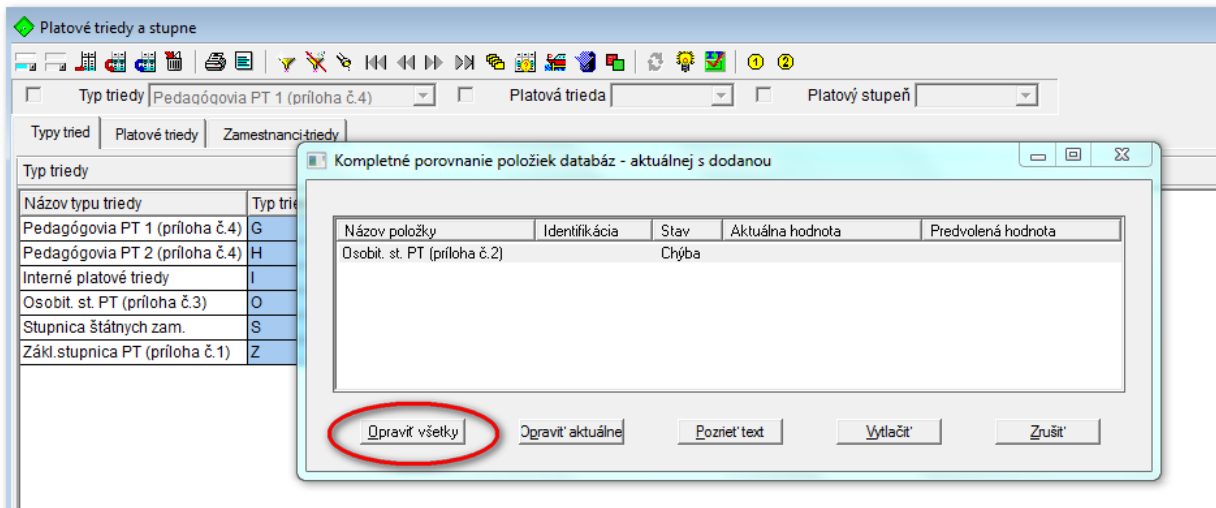 Platové triedy a stupne
1 2
Typ triedy Pedagógovia PT 1 (príloha č.4) Platová trieda Platový stupeň
Typy tried Platové triedy Zamestnanci-triedy
Typ triedy
Názov typu triedy Typ trie
Pedagógovia PT 1 (príloha č.4) G
Pedagógovia PT 2 (príloha č.4) H
Interné platové triedy I
Osobit. st. PT (príloha č.3) O
Stupnica štátnych zam. S
Zákl.stupnica PT (príloha č.1) Z
Kompletné porovnanie položiek databáz - aktuálnej s dodanou
Názov položky Identifikácia Stav Aktuálna hodnota Predvolená hodnota
Osobit. st. PT (príloha č.2) Chýba
Opraviť všetky Opraviť aktuálne Pozrieť text Vytlačiť Zrušiť